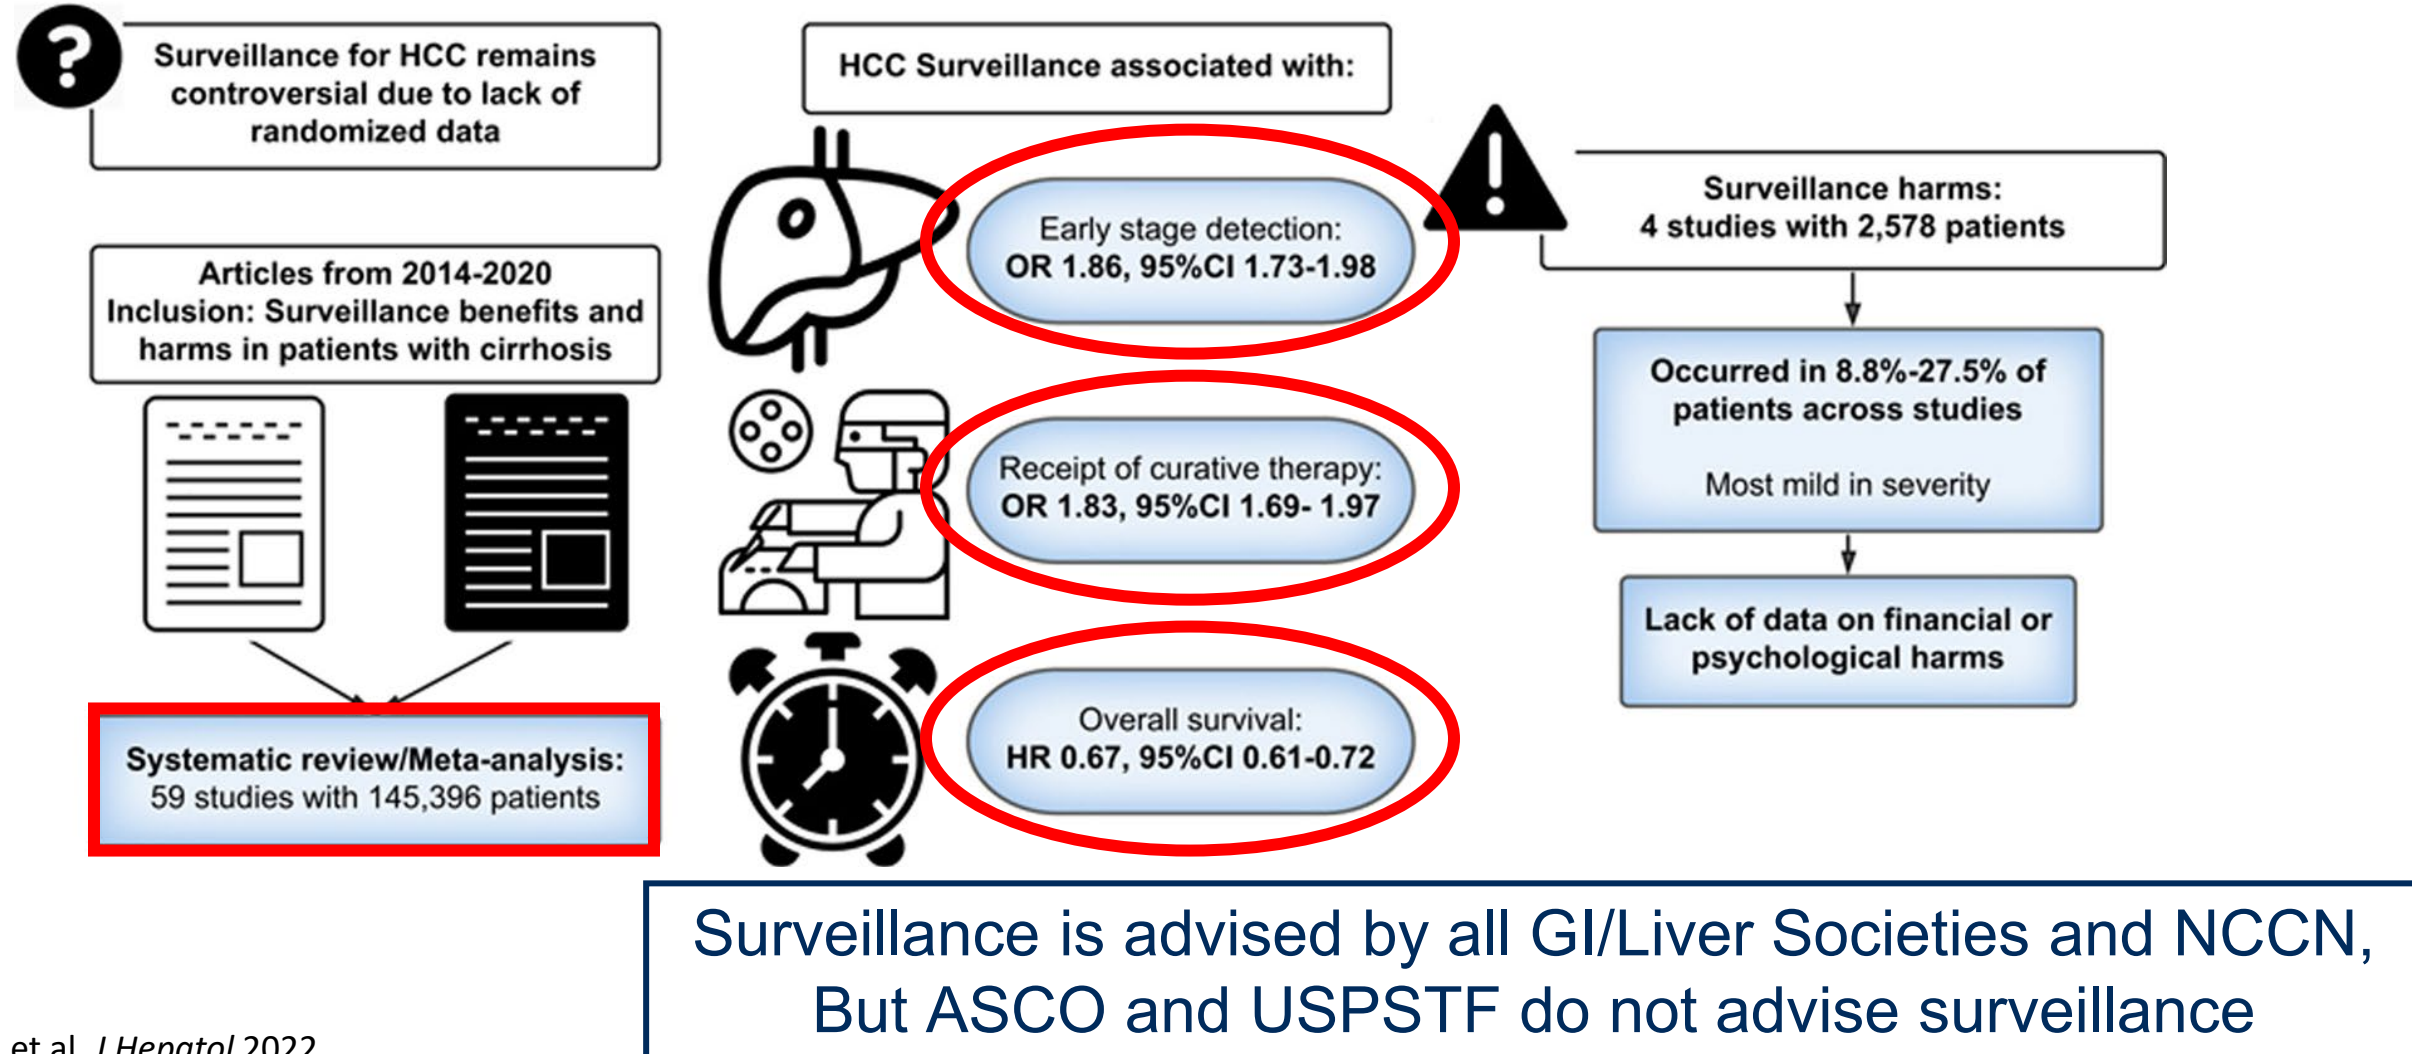 ?
Surveillance for HCC remains
controversial due to lack of
randomized data
Articles from 2014-2020
Inclusion: Surveillance benefits and
harms in patients with cirrhosis
Systematic review/Meta-analysis:
59 studies with 145,396 patients
HCC Surveillance associated with:
Early stage detection:
OR 1.86, 95%CI 1.73-1.98
Receipt of curative therapy:
OR 1.83, 95%CI 1.69- 1.97
Overall survival:
HR 0.67, 95%CI 0.61-0.72
!
Surveillance harms:
4 studies with 2,578 patients
Occurred in 8.8%-27.5% of
patients across studies
Most mild in severity
Lack of data on financial or
psychological harms
Surveillance is advised by all GI/Liver Societies and NCCN,
But ASCO and USPSTF do not advise surveillance
et al. J Hepatol 2022